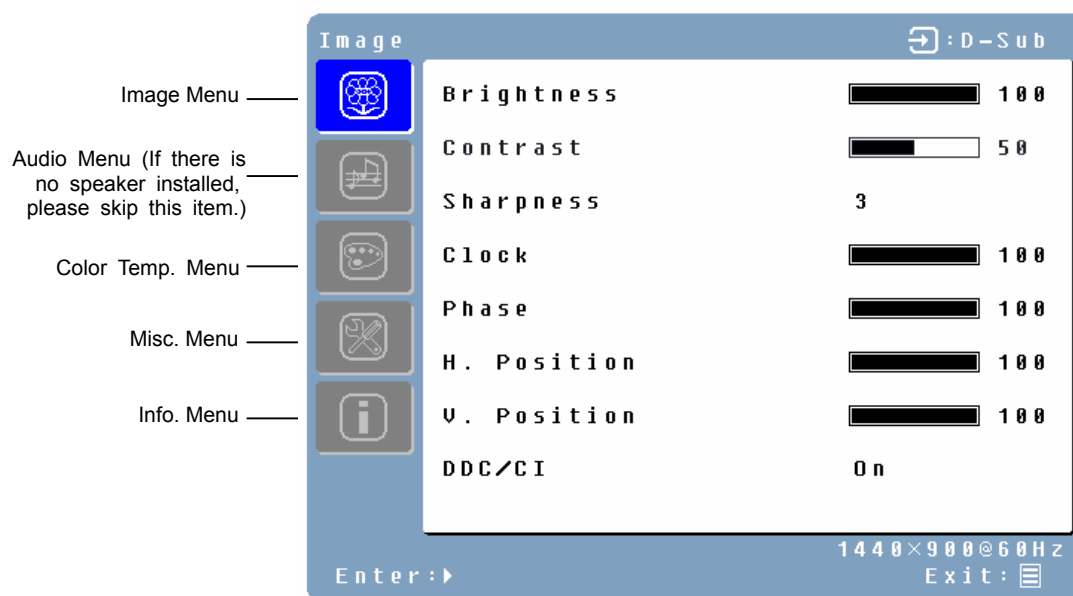 Image Menu
Audio Menu (If there is
no speaker installed,
please skip this item.)
Color Temp. Menu
Misc. Menu
Info. Menu
Image
:D-Sub
Brightness 100
Contrast 50
Sharpness 3
Clock 100
Phase 100
H. Position 100
V. Position 100
DDC/CI On
1440×900@60Hz
Enter: Exit: